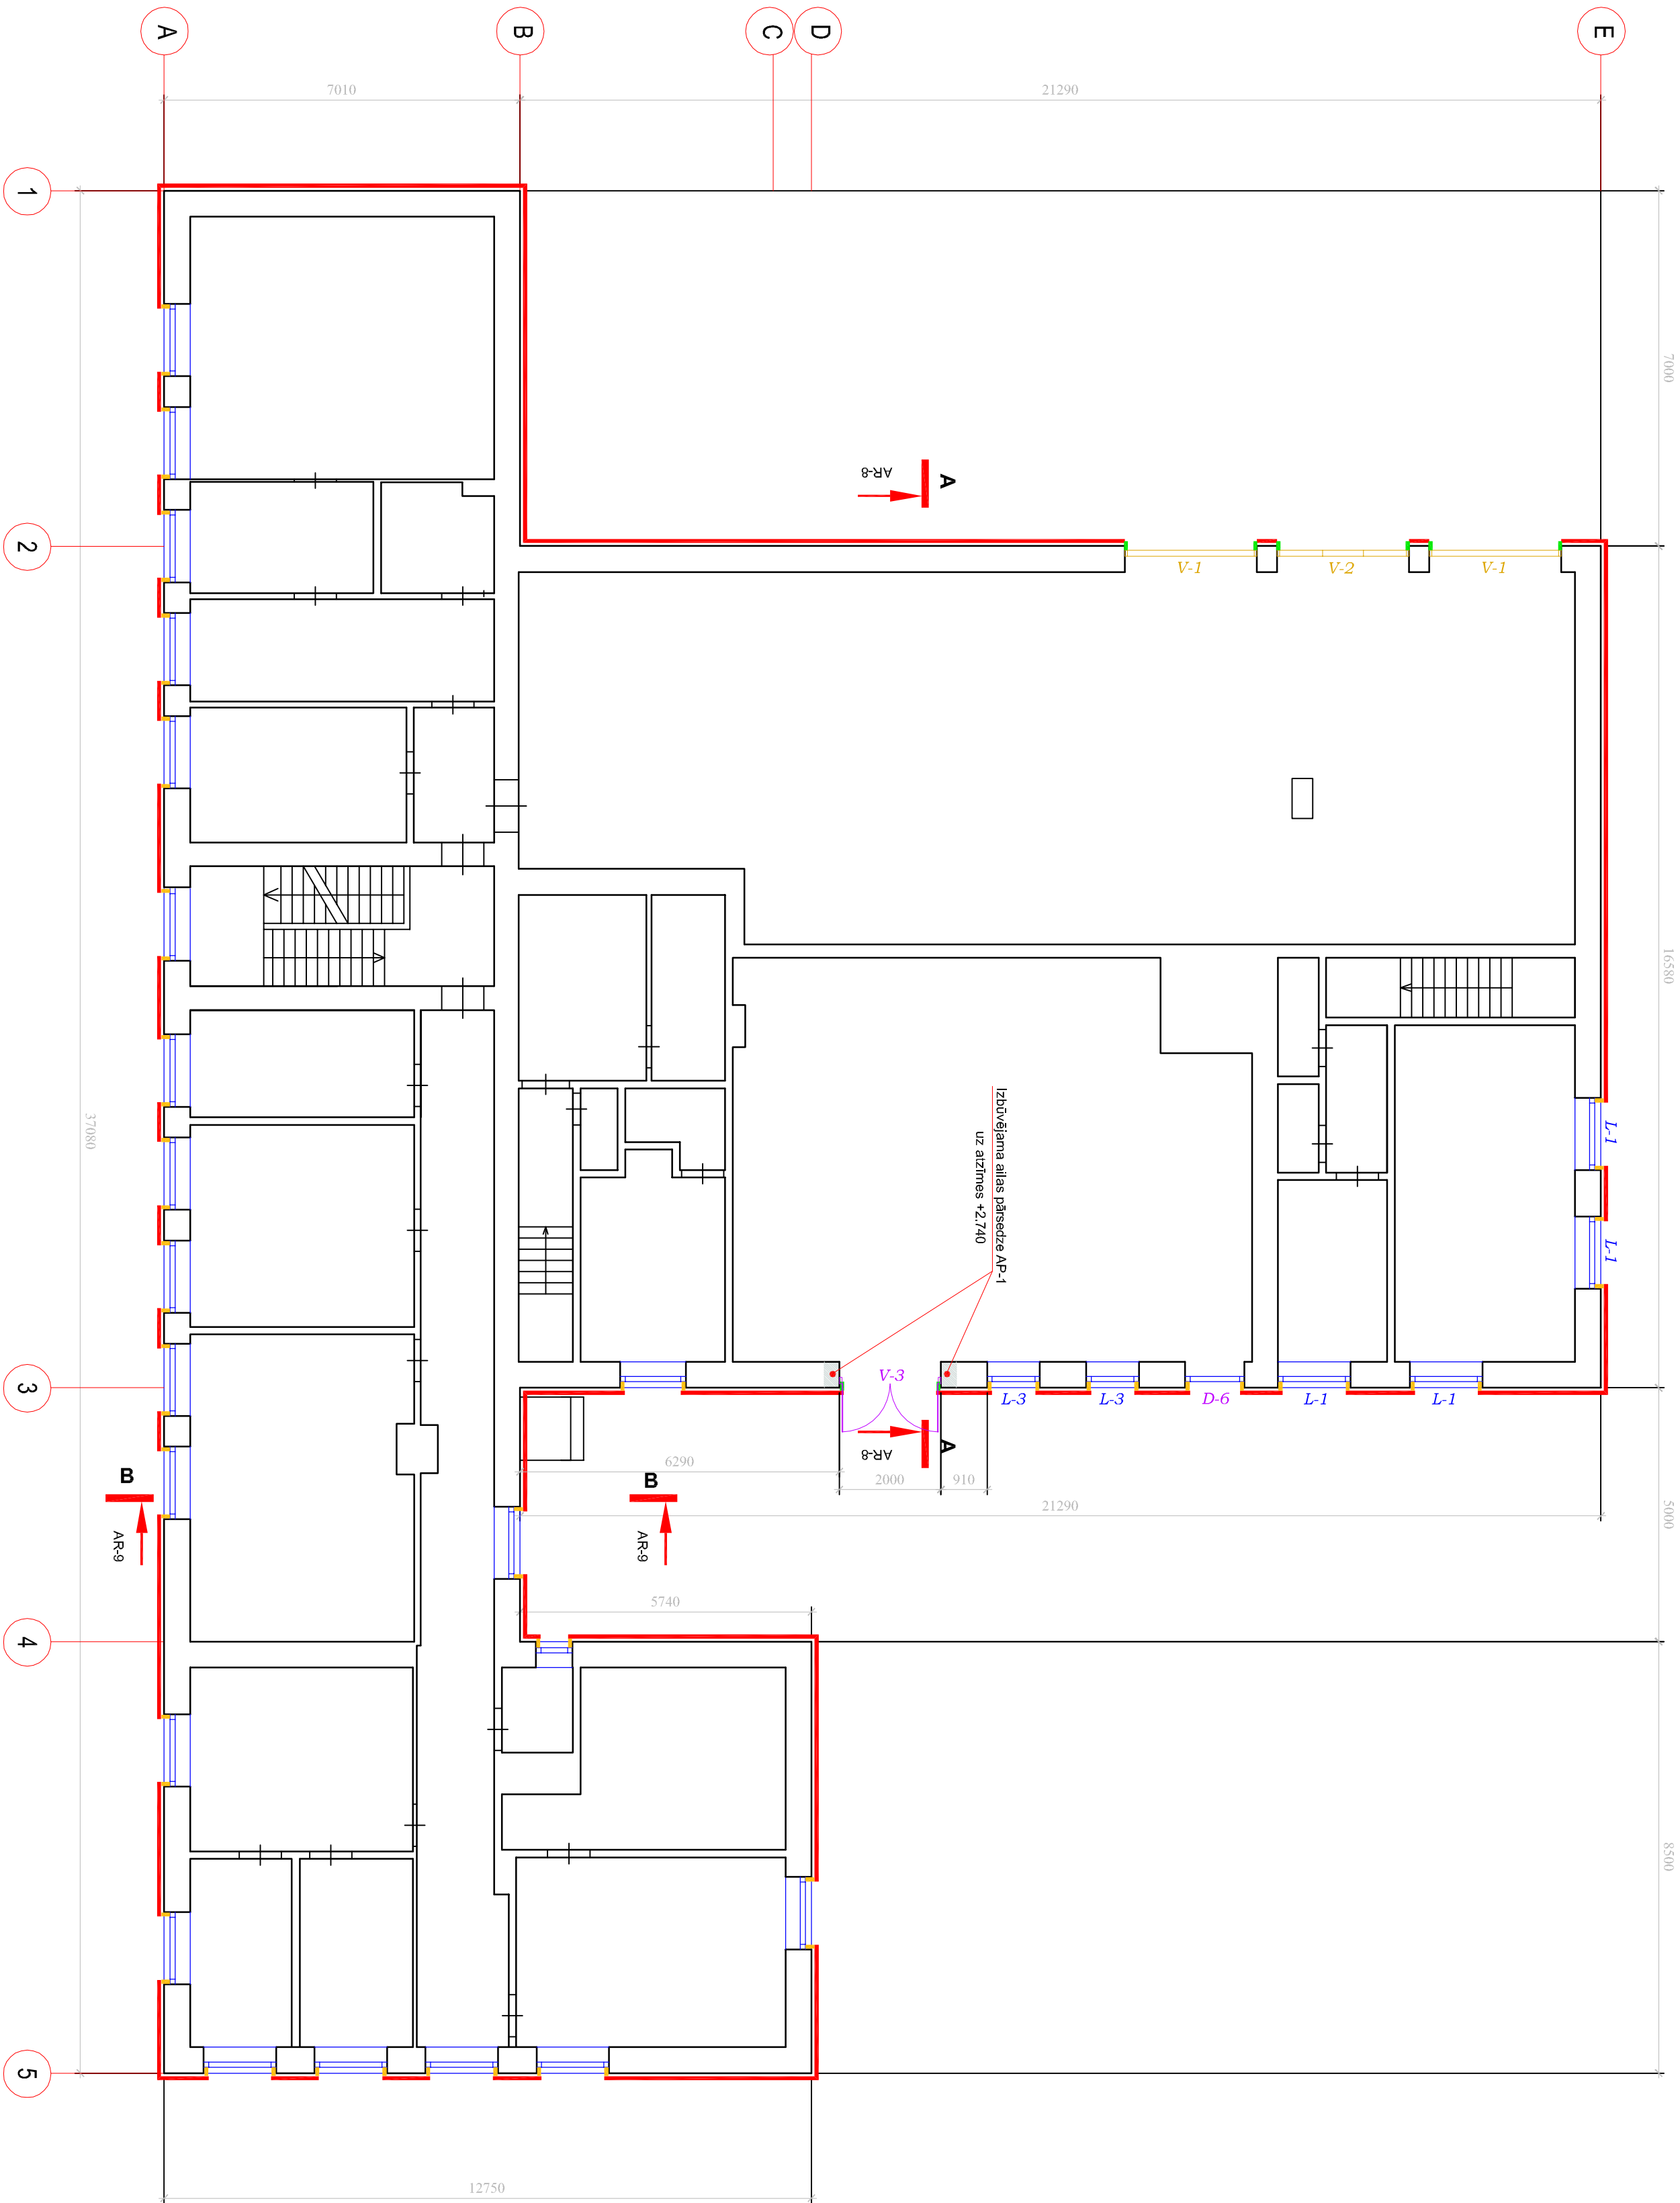 A
B
C
D
E
7010
21290
1
7000
A
AR-8
2
V-1
V-2
V-1
16580
37080
L-1
L-1
Izbūvējama ailas pārsedze AP-1
uz atzīmes +2.740
3
V-3
L-3
L-3
D-6
L-1
L-1
A
AR-8
6290
2000
910
B
AR-9
B
AR-9
21290
5000
5740
4
8500
5
12750